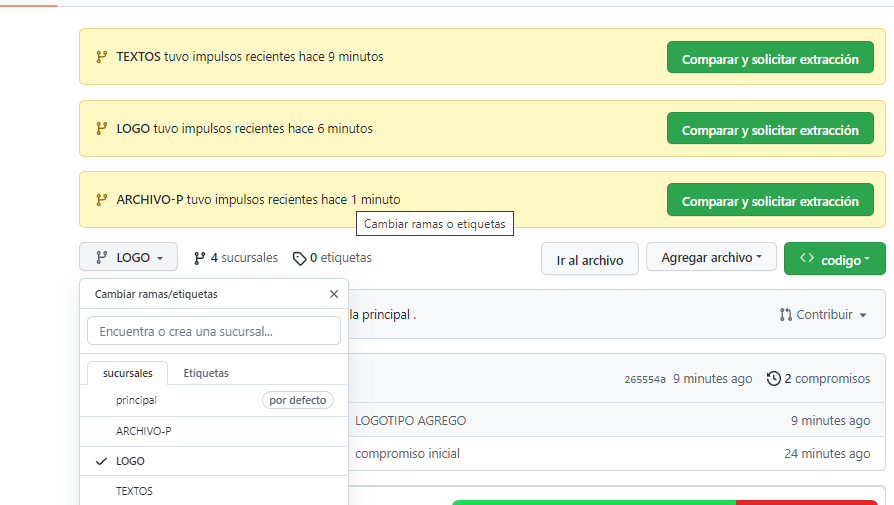 TEXTOS tuvo impulsos recientes hace 9 minutos
Comparar y solicitar extracción
LOGO tuvo impulsos recientes hace 6 minutos
Comparar y solicitar extracción
ARCHIVO-P tuvo impulsos recientes hace 1 minuto
Comparar y solicitar extracción
Cambiar ramas o etiquetas
LOGO
4 sucursales
0 etiquetas
Ir al archivo
Agregar archivo
<> codigo
Cambiar ramas/etiquetas
Encuentra o crea una sucursal...
sucursales
Etiquetas
principal
por defecto
ARCHIVO-P
LOGO
TEXTOS
la principal .
Contribuir
265554a 9 minutes ago
2 compromisos
LOGOTIPO AGREGO
9 minutes ago
compromiso inicial
24 minutes ago